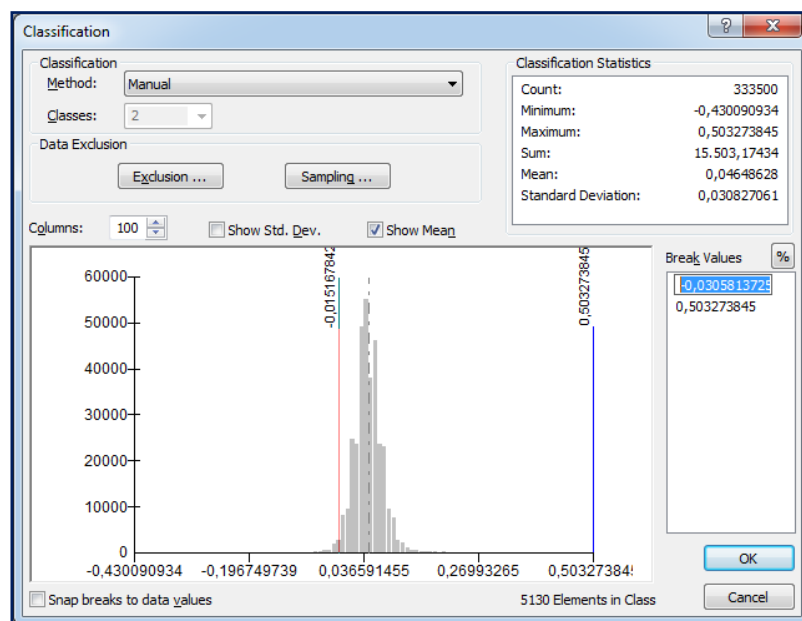 Classification
Classification
Method: Manual
Classes: 2
Data Exclusion
Exclusion ...
Sampling ...
Classification Statistics
Count: 333500
Minimum: -0,430090934
Maximum: 0,503273845
Sum: 15.503,17434
Mean: 0,04648628
Standard Deviation: 0,030827061
Columns: 100
Show Std. Dev.
Show Mean
Break Values
%
-0,0305813725
0,503273845
-0,015167842
0,503273845
60000
50000
40000
30000
20000
10000
0
-0,430090934 -0,196749739 0,036591455 0,26993265 0,503273845
Snap breaks to data values
5130 Elements in Class
OK
Cancel